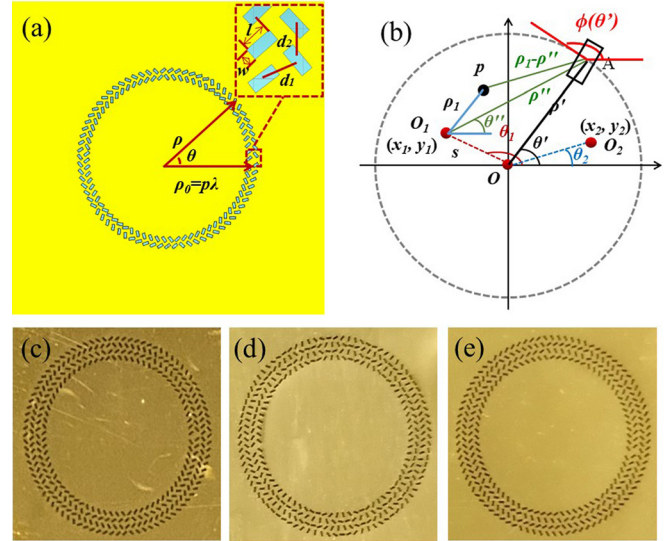 (a)
l
w
d2
d1
ρ
θ
ρ0=pλ
(b)
ϕ(θ')
A
p
ρ1-ρ''
ρ''
ρ'
ρ1
O1
θ''
θ1
(x1, y1)
s
θ'
(x2, y2)
O2
θ2
O
(c)
(d)
(e)